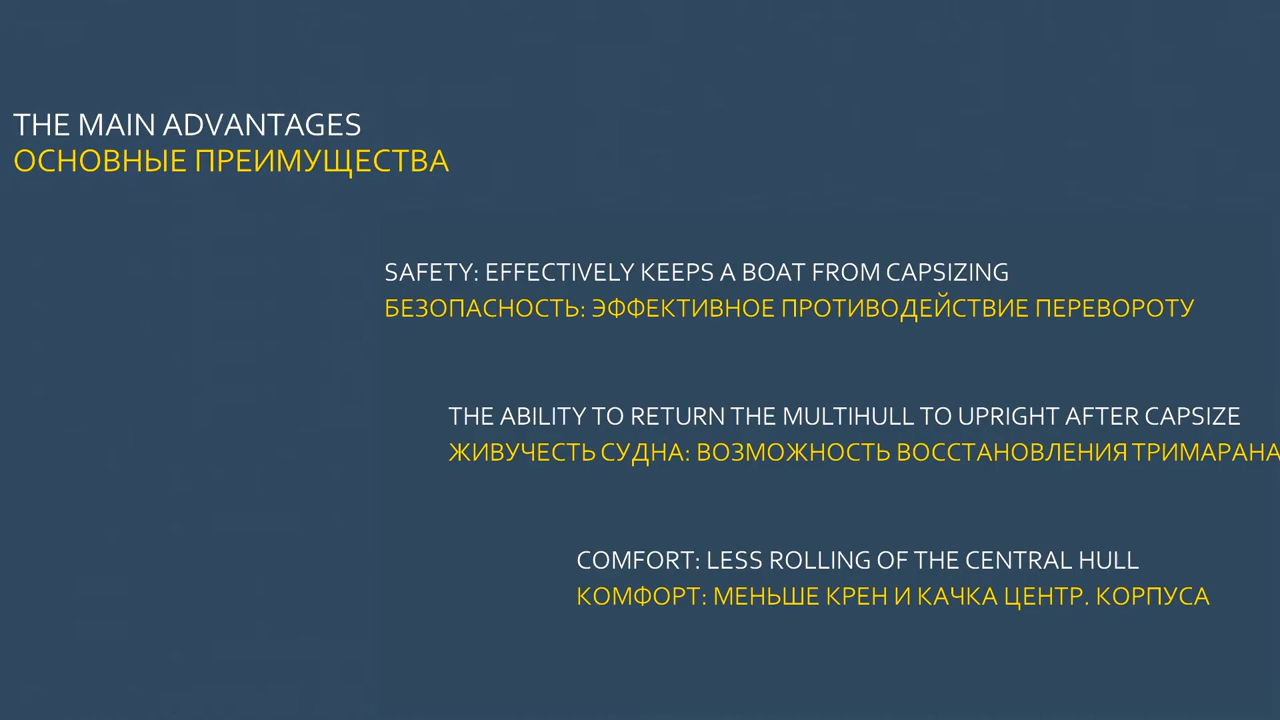 THE MAIN ADVANTAGES
ОСНОВНЫЕ ПРЕИМУЩЕСТВА
SAFETY: EFFECTIVELY KEEPS A BOAT FROM CAPSIZING
БЕЗОПАСНОСТЬ: ЭФФЕКТИВНОЕ ПРОТИВОДЕЙСТВИЕ ПЕРЕВОРОТУ
THE ABILITY TO RETURN THE MULTIHULL TO UPRIGHT AFTER CAPSIZE
ЖИВУЧЕСТЬ СУДНА: ВОЗМОЖНОСТЬ ВОССТАНОВЛЕНИЯ ТРИМАРАНА
COMFORT: LESS ROLLING OF THE CENTRAL HULL
КОМФОРТ: МЕНЬШЕ КРЕН И КАЧКА ЦЕНТР. КОРПУСА